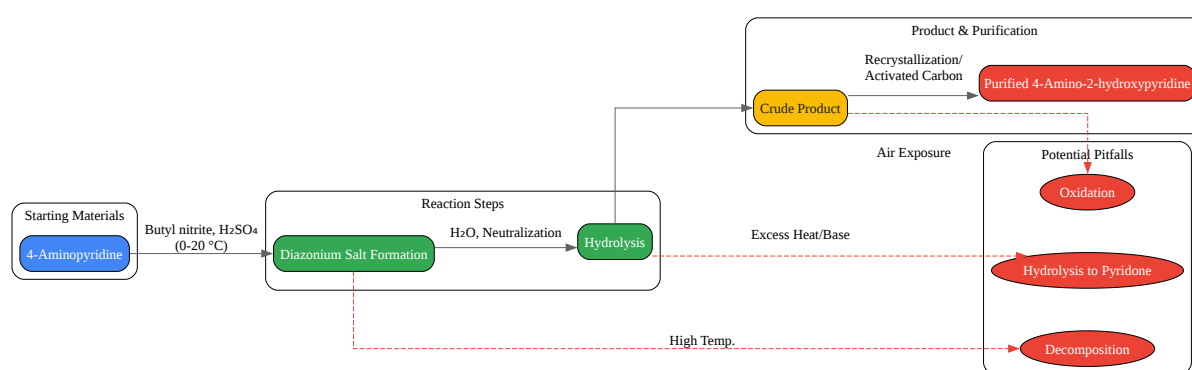 Product & Purification
Recrystallization/
Activated Carbon
Purified 4-Amino-2-hydroxypyridine
Crude Product
Air Exposure
Potential Pitfalls
Oxidation
Starting Materials
Reaction Steps
Butyl nitrite, H₂SO₄
(0-20 °C)
H₂O, Neutralization
Hydrolysis
Excess Heat/Base
4-Aminopyridine
Diazonium Salt Formation
Hydrolysis to Pyridone
High Temp.
Decomposition